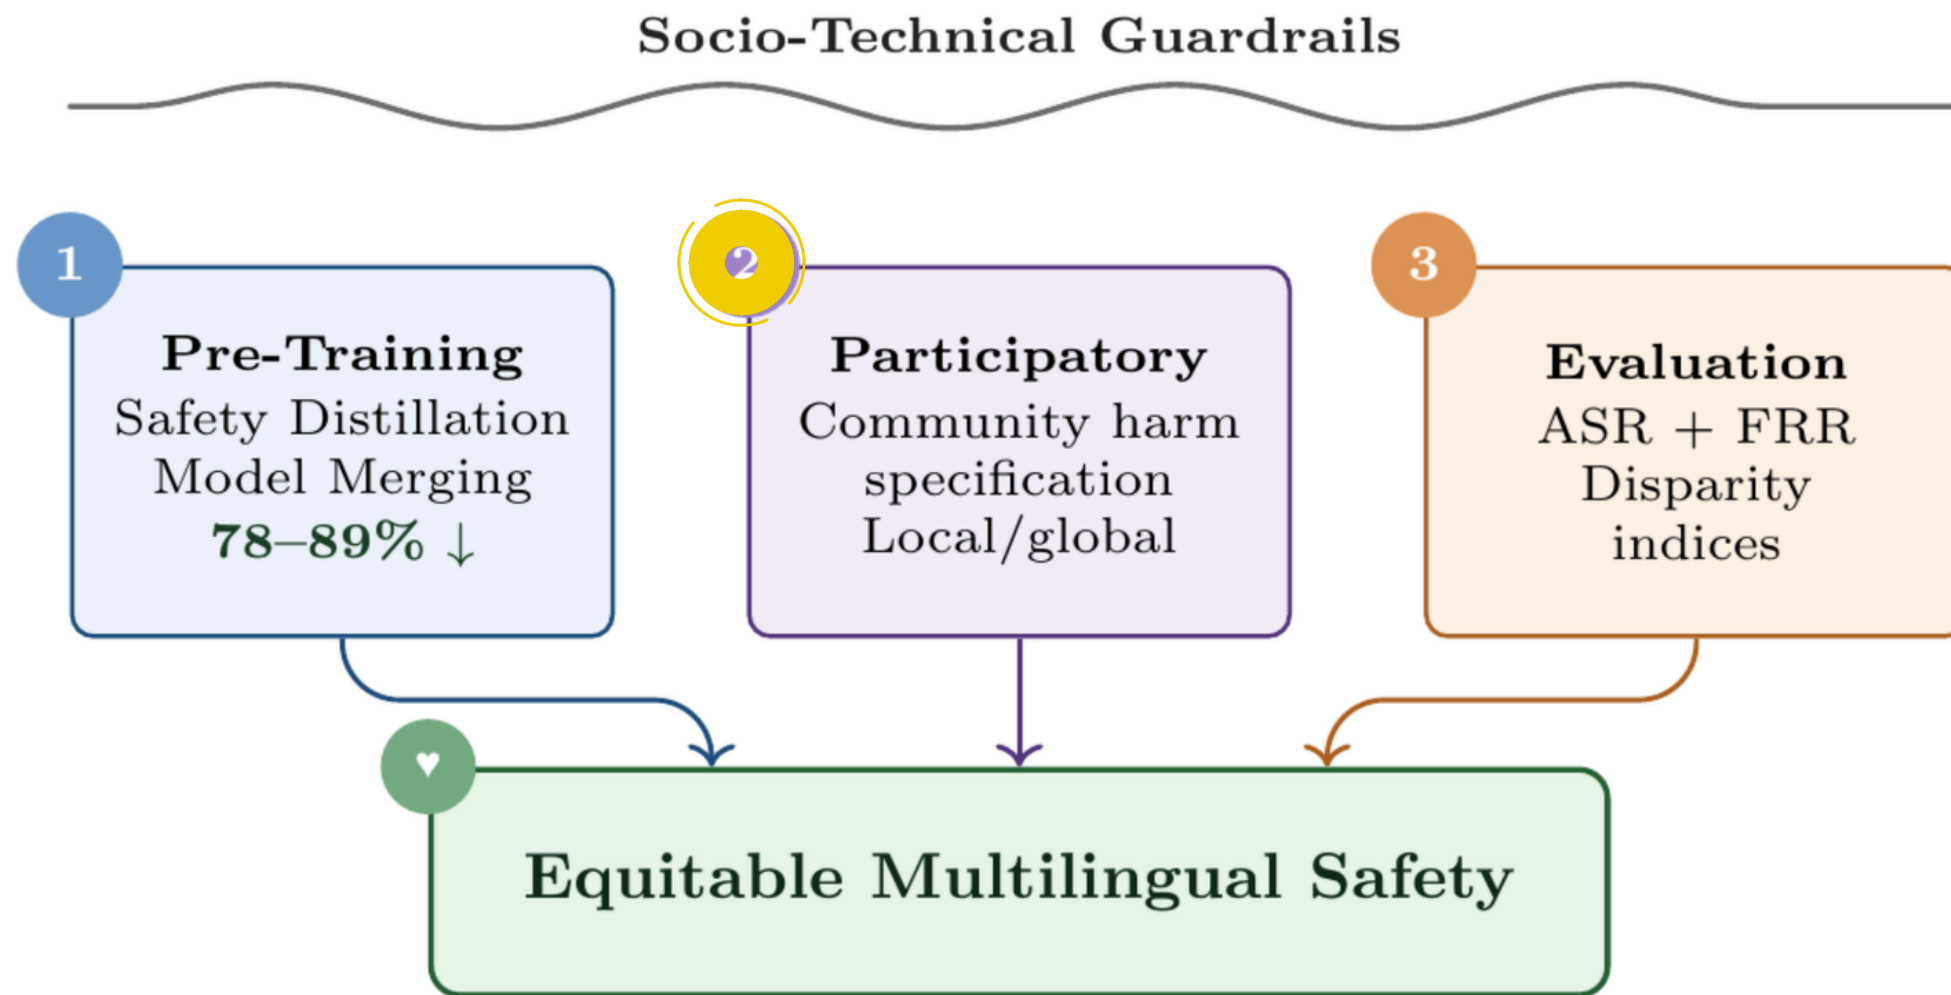 Socio-Technical Guardrails
1
Pre-Training
Safety Distillation
Model Merging
78–89% ↓
2
Participatory
Community harm
specification
Local/global
3
Evaluation
ASR + FRR
Disparity
indices
♥
Equitable Multilingual Safety